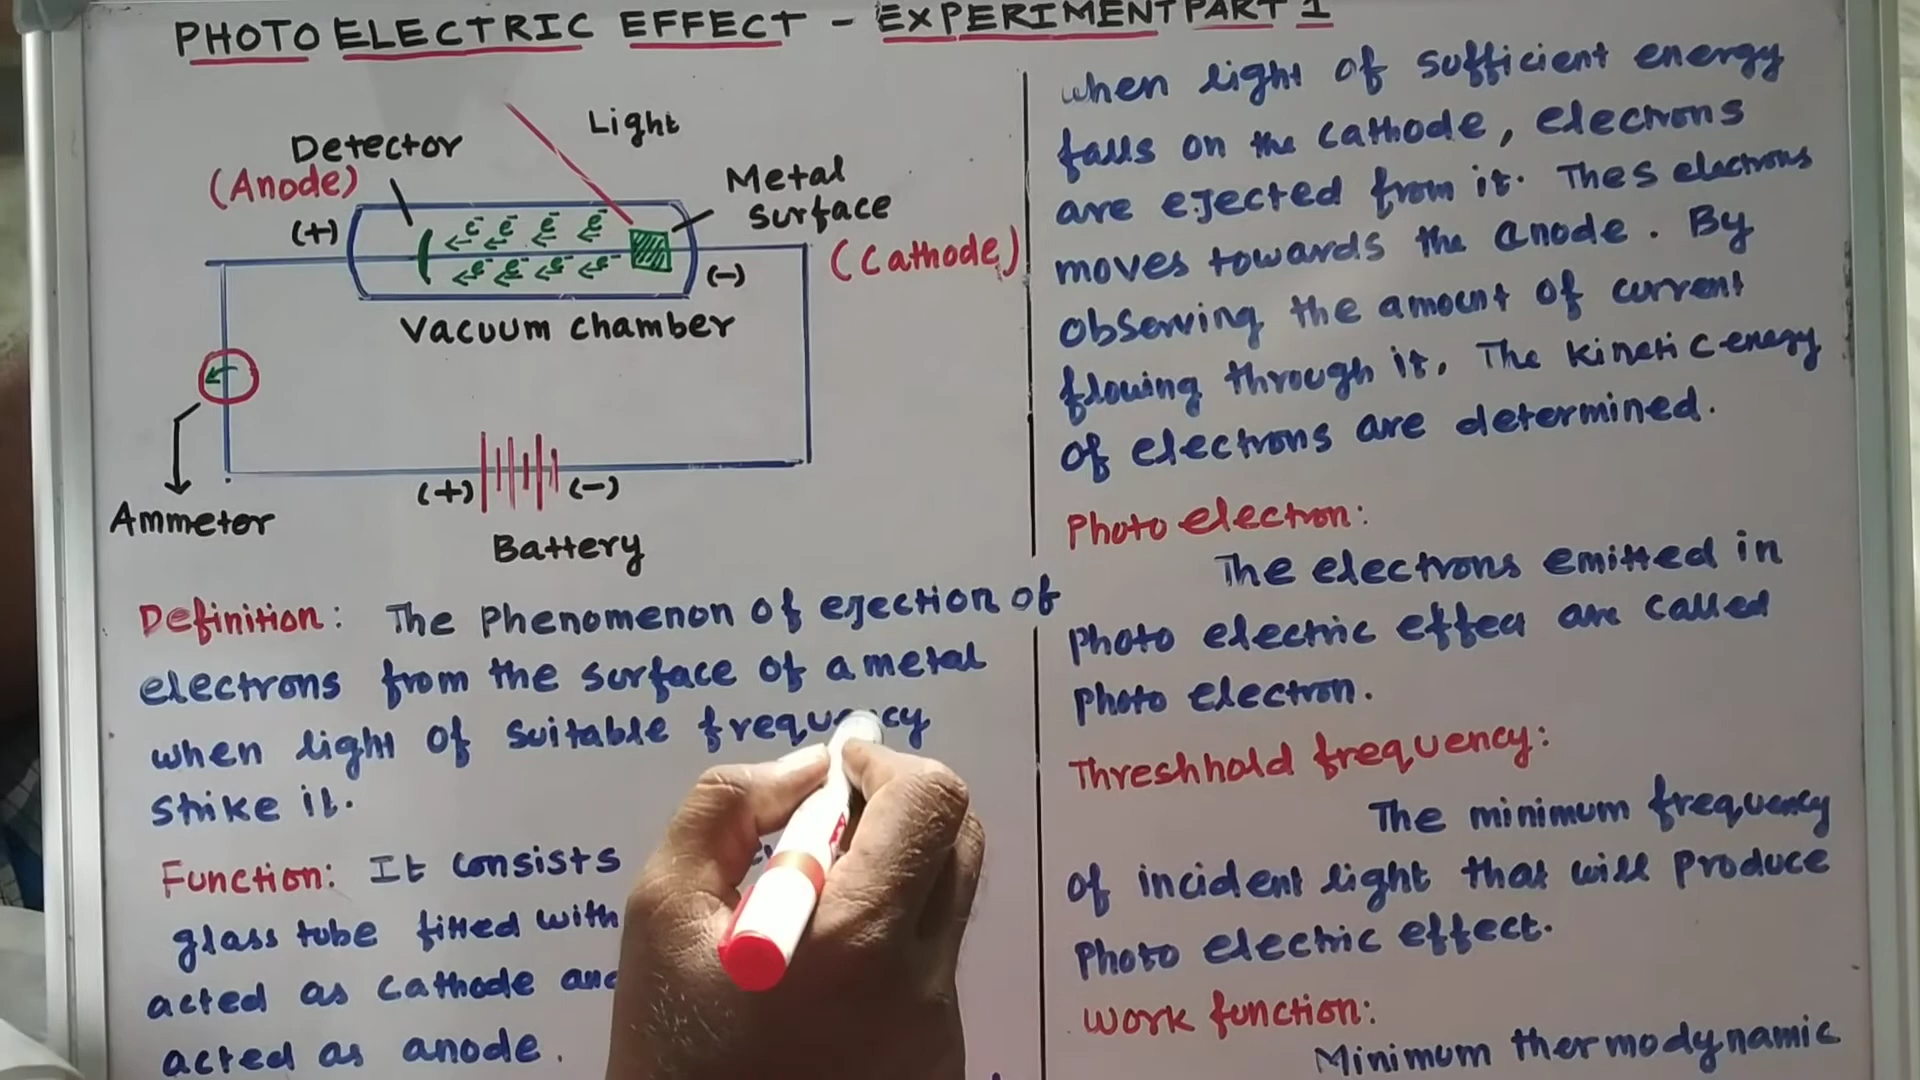 PHOTO ELECTRIC EFFECT - EXPERIMENT PART 1
Light
Detector
(Anode)
(+)
Metal
surface
(Cathode)
(-)
e- e- e- e-
e- e- e- e-
Vacuum chamber
Ammeter
(+) (-)
Battery
Definition: The Phenomenon of ejection of
electrons from the surface of a metal
when light of suitable frequency
strike it.
Function: It consists
glass tube fitted with
acted as cathode and
acted as anode.
when light of sufficient energy
falls on the cathode, electrons
are ejected from it. Thes electrons
moves towards the anode. By
observing the amount of current
flowing through it. The kinetic energy
of electrons are determined.
Photo electron:
The electrons emitted in
Photo electric effect are called
Photo electron.
Threshhold frequency:
The minimum frequency
of incident light that will produce
Photo electric effect.
Work function:
Minimum thermodynamic